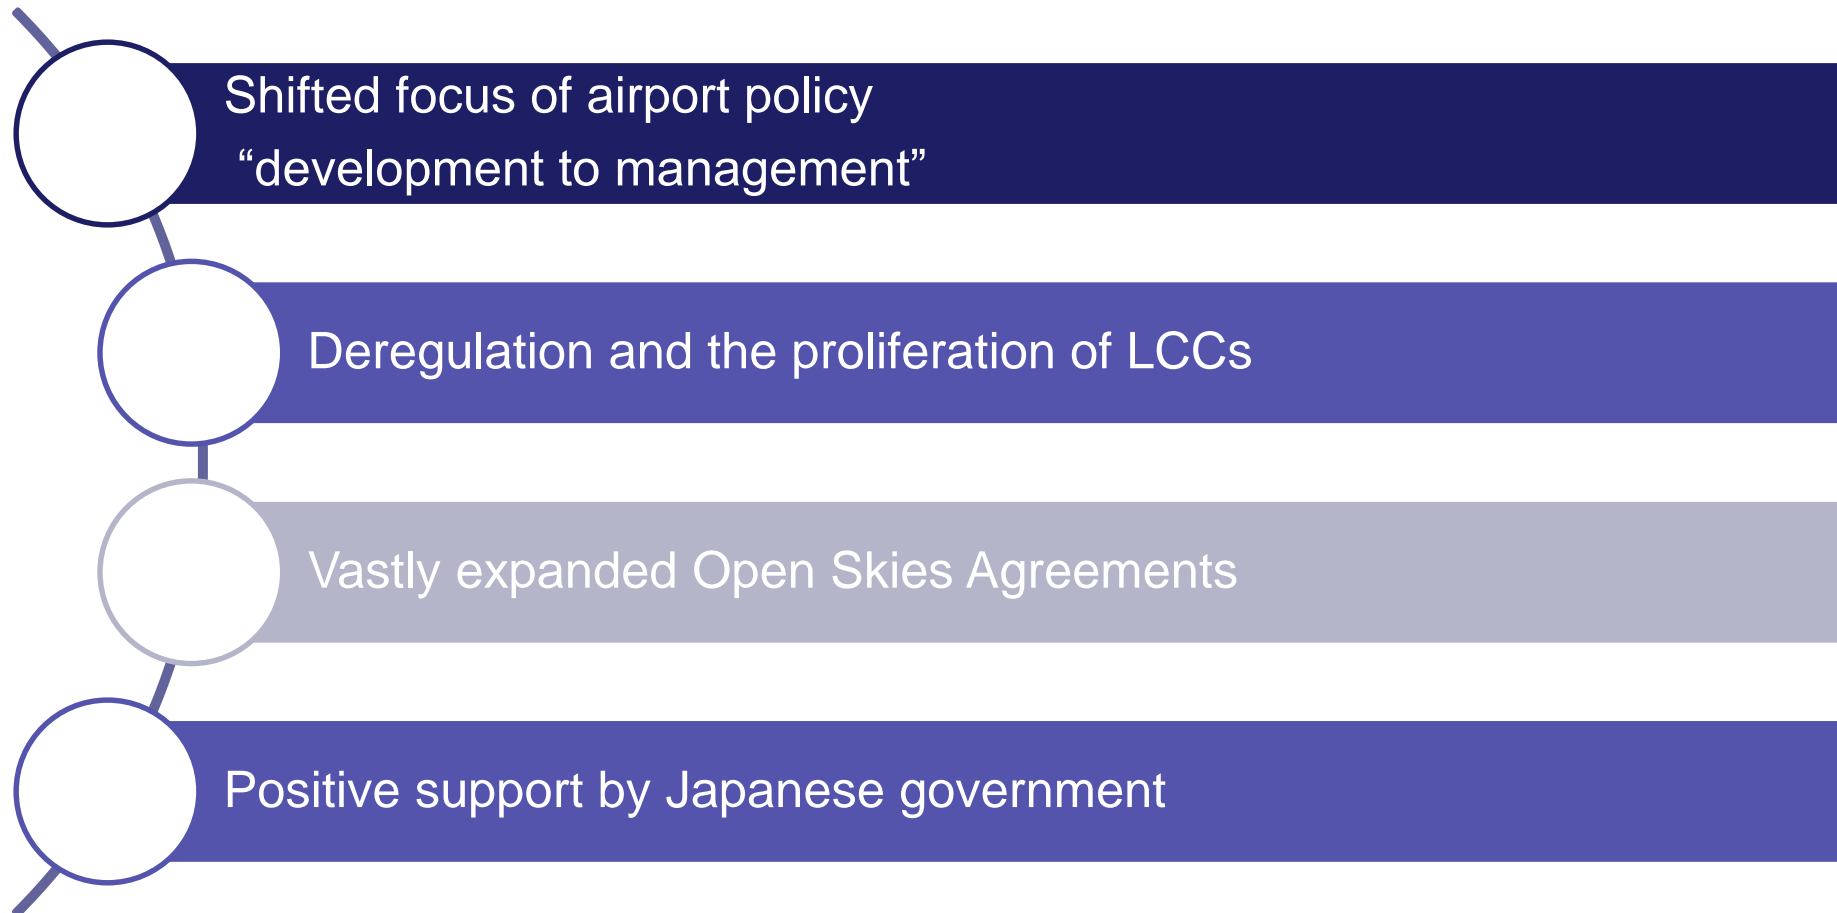 Shifted focus of airport policy
“development to management”
Deregulation and the proliferation of LCCs
Vastly expanded Open Skies Agreements
Positive support by Japanese government